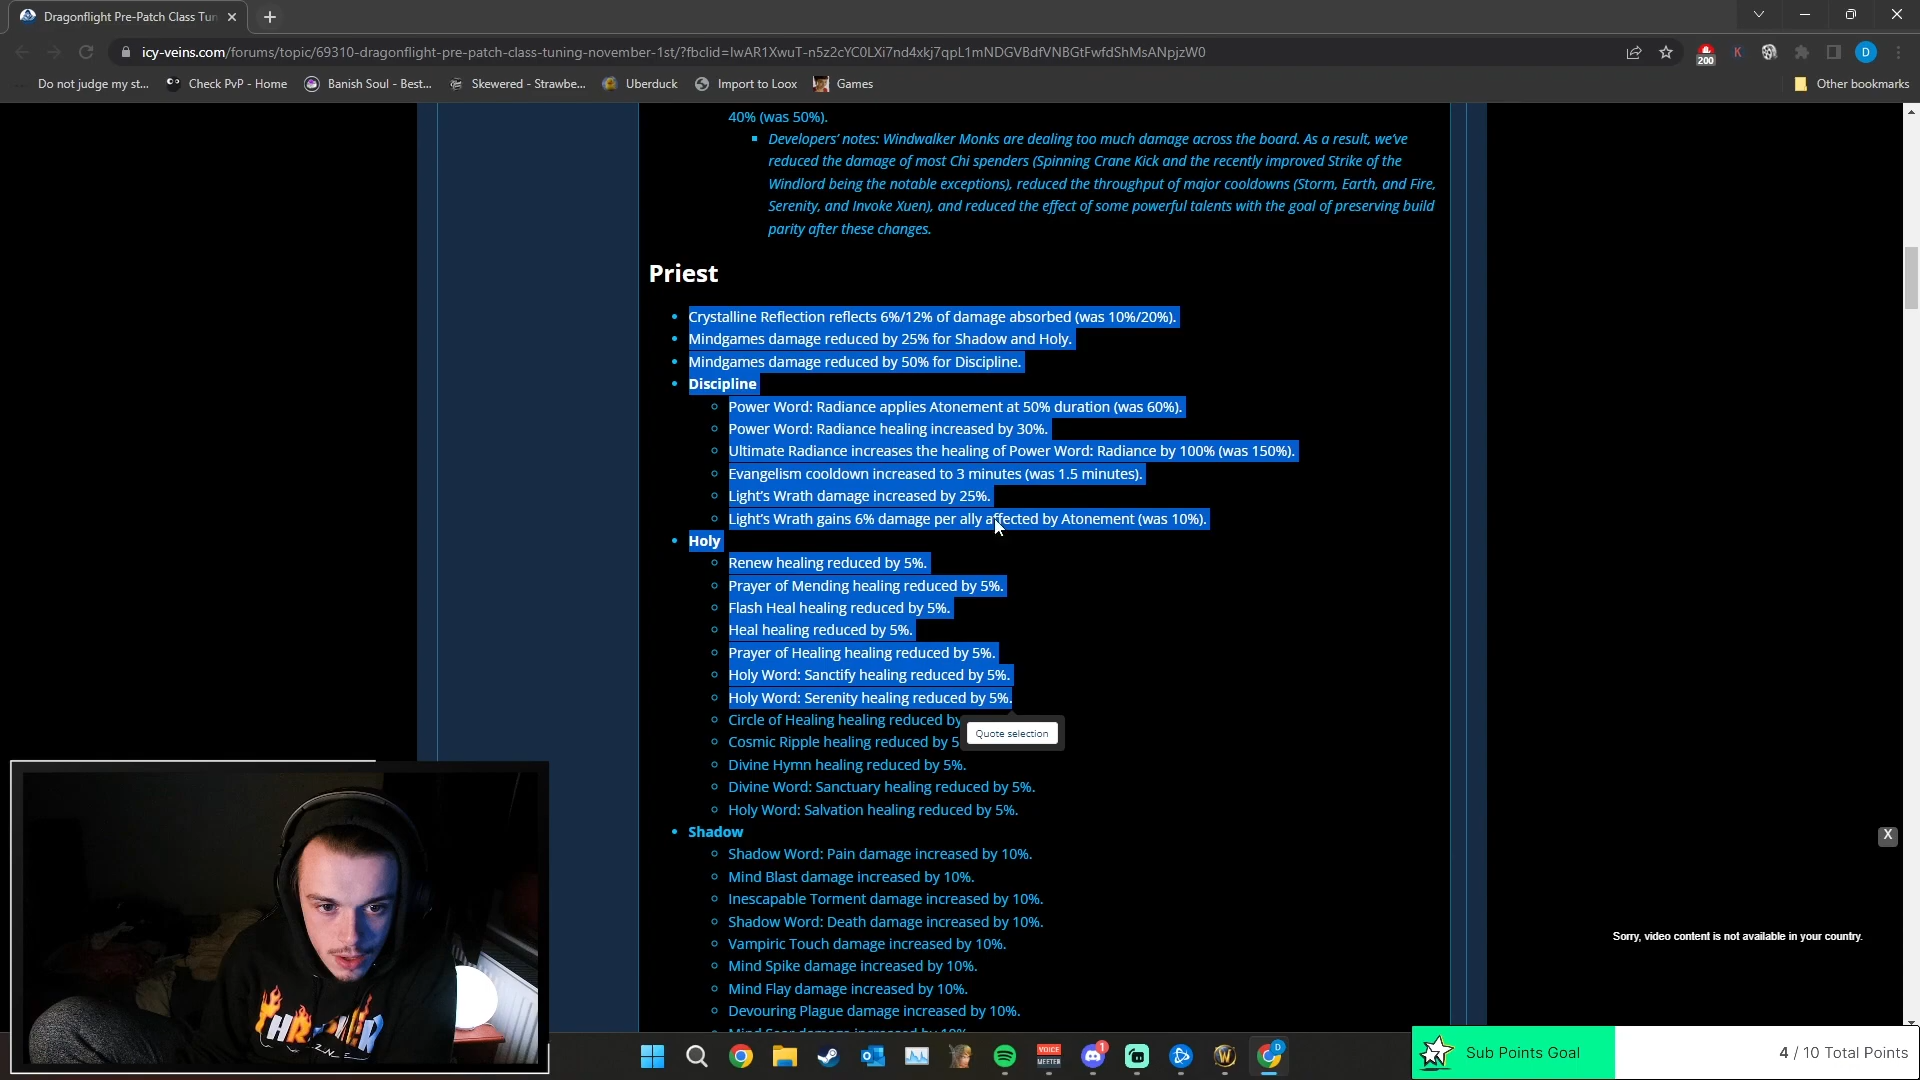 Dragonflight Pre-Patch Class Tun
icy-veins.com/forums/topic/69310-dragonflight-pre-patch-class-tuning-november-1st/?fbclid=IwAR1XwuT-n5z2cYC0LXi7nd4xkj7qpL1mNDGVBdfVNBGtFwfdShMsANpjzW0
200
K
D
Do not judge my st...
Check PvP - Home
Banish Soul - Best...
Skewered - Strawbe...
Uberduck
Import to Loox
Games
Other bookmarks
40% (was 50%).
Developers' notes: Windwalker Monks are dealing too much damage across the board. As a result, we've
reduced the damage of most Chi spenders (Spinning Crane Kick and the recently improved Strike of the
Windlord being the notable exceptions), reduced the throughput of major cooldowns (Storm, Earth, and Fire,
Serenity, and Invoke Xuen), and reduced the effect of some powerful talents with the goal of preserving build
parity after these changes.
Priest
Crystalline Reflection reflects 6%/12% of damage absorbed (was 10%/20%).
Mindgames damage reduced by 25% for Shadow and Holy.
Mindgames damage reduced by 50% for Discipline.
Discipline
Power Word: Radiance applies Atonement at 50% duration (was 60%).
Power Word: Radiance healing increased by 30%.
Ultimate Radiance increases the healing of Power Word: Radiance by 100% (was 150%).
Evangelism cooldown increased to 3 minutes (was 1.5 minutes).
Light's Wrath damage increased by 25%.
Light's Wrath gains 6% damage per ally affected by Atonement (was 10%).
Holy
Renew healing reduced by 5%.
Prayer of Mending healing reduced by 5%.
Flash Heal healing reduced by 5%.
Heal healing reduced by 5%.
Prayer of Healing healing reduced by 5%.
Holy Word: Sanctify healing reduced by 5%.
Holy Word: Serenity healing reduced by 5%.
Circle of Healing healing reduced by
Quote selection
Cosmic Ripple healing reduced by 5
Divine Hymn healing reduced by 5%.
Divine Word: Sanctuary healing reduced by 5%.
Holy Word: Salvation healing reduced by 5%.
Shadow
Shadow Word: Pain damage increased by 10%.
Mind Blast damage increased by 10%.
Inescapable Torment damage increased by 10%.
Shadow Word: Death damage increased by 10%.
Vampiric Touch damage increased by 10%.
Mind Spike damage increased by 10%.
Mind Flay damage increased by 10%.
Devouring Plague damage increased by 10%.
Mind Sear damage increased by 10%.
X
Sorry, video content is not available in your country.
VOICE
MEETER
1
D
Sub Points Goal
4 / 10 Total Points